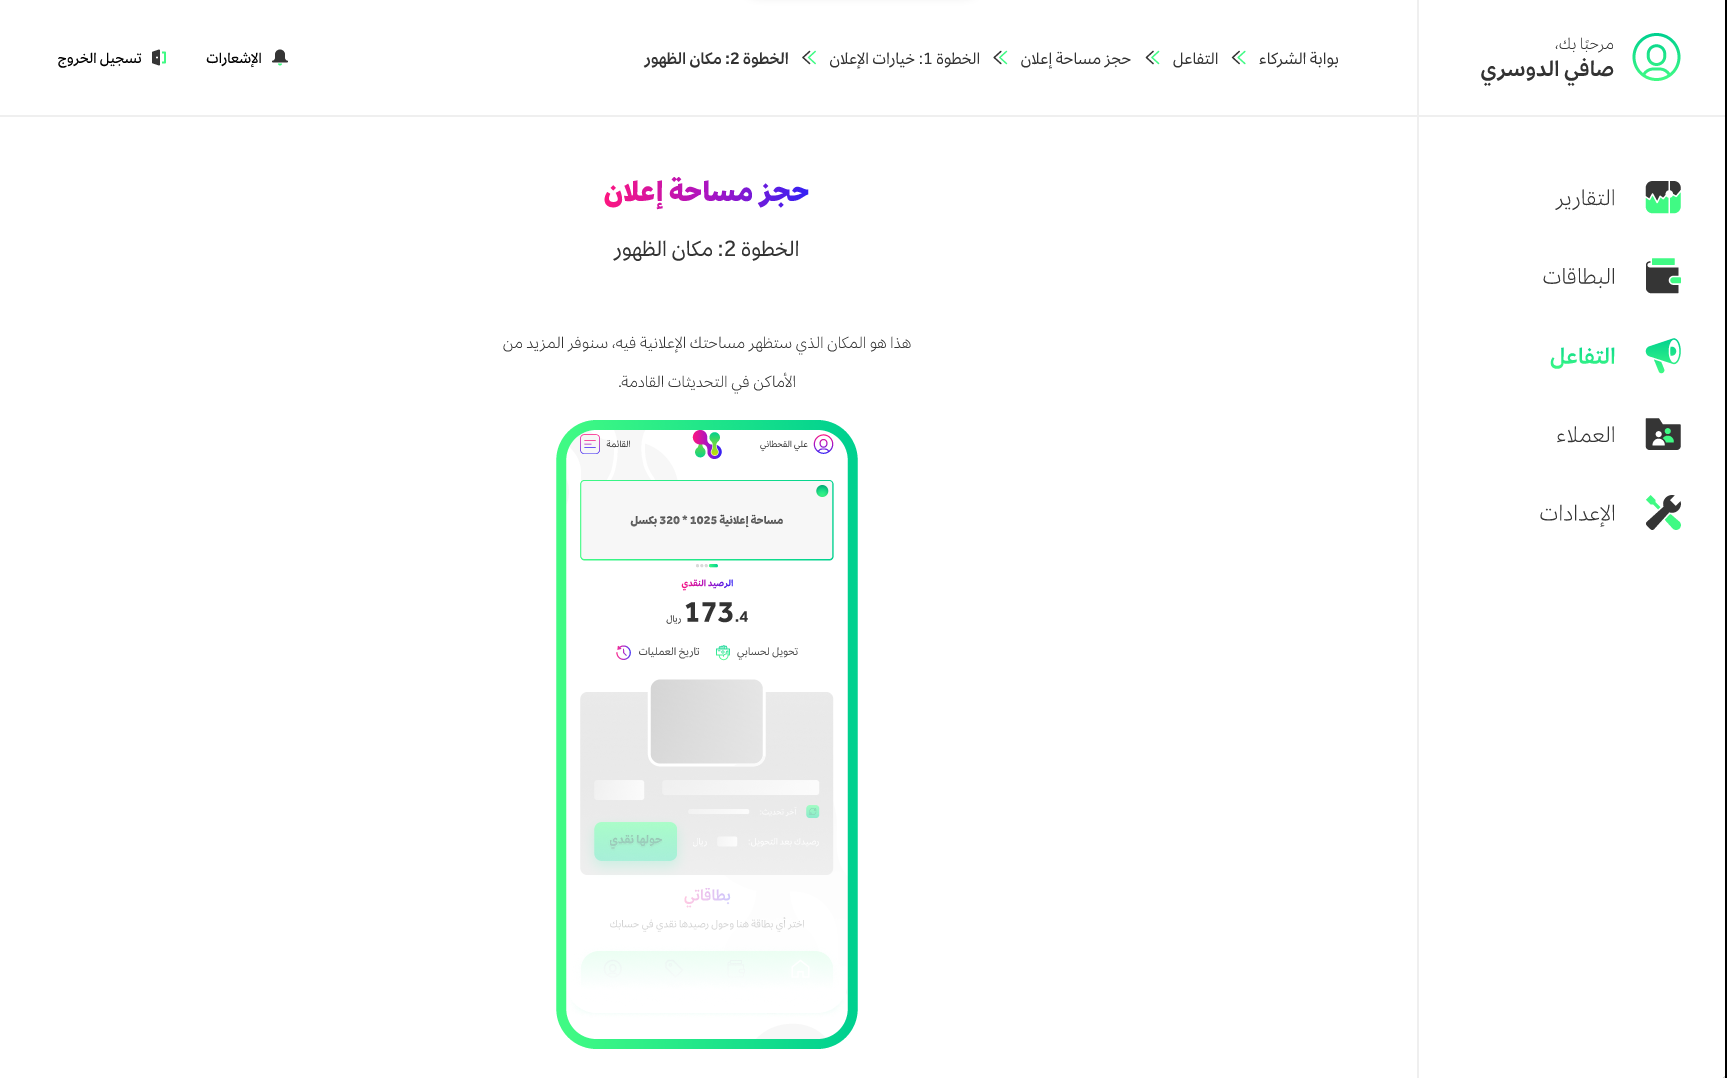 مرحبًا بك،
صافي الدوسري
بوابة الشركاء
التفاعل
حجز مساحة إعلان
الخطوة 1: خيارات الإعلان
الخطوة 2: مكان الظهور
الإشعارات
تسجيل الخروج
التقارير
البطاقات
التفاعل
العملاء
الإعدادات
حجز مساحة إعلان
الخطوة 2: مكان الظهور
هذا هو المكان الذي ستظهر مساحتك الإعلانية فيه، سنوفر المزيد من
الأماكن في التحديثات القادمة.
علي القحطاني
القائمة
مساحة إعلانية 1025 * 320 بكسل
الرصيد النقدي
173.4 ريال
تحويل لحسابي
تاريخ العمليات
آخر تحديث:
رصيدك بعد التحويل:
ريال
حولها نقدي
بطاقاتي
اختر أي بطاقة هنا وحول رصيدها نقدي في حسابك